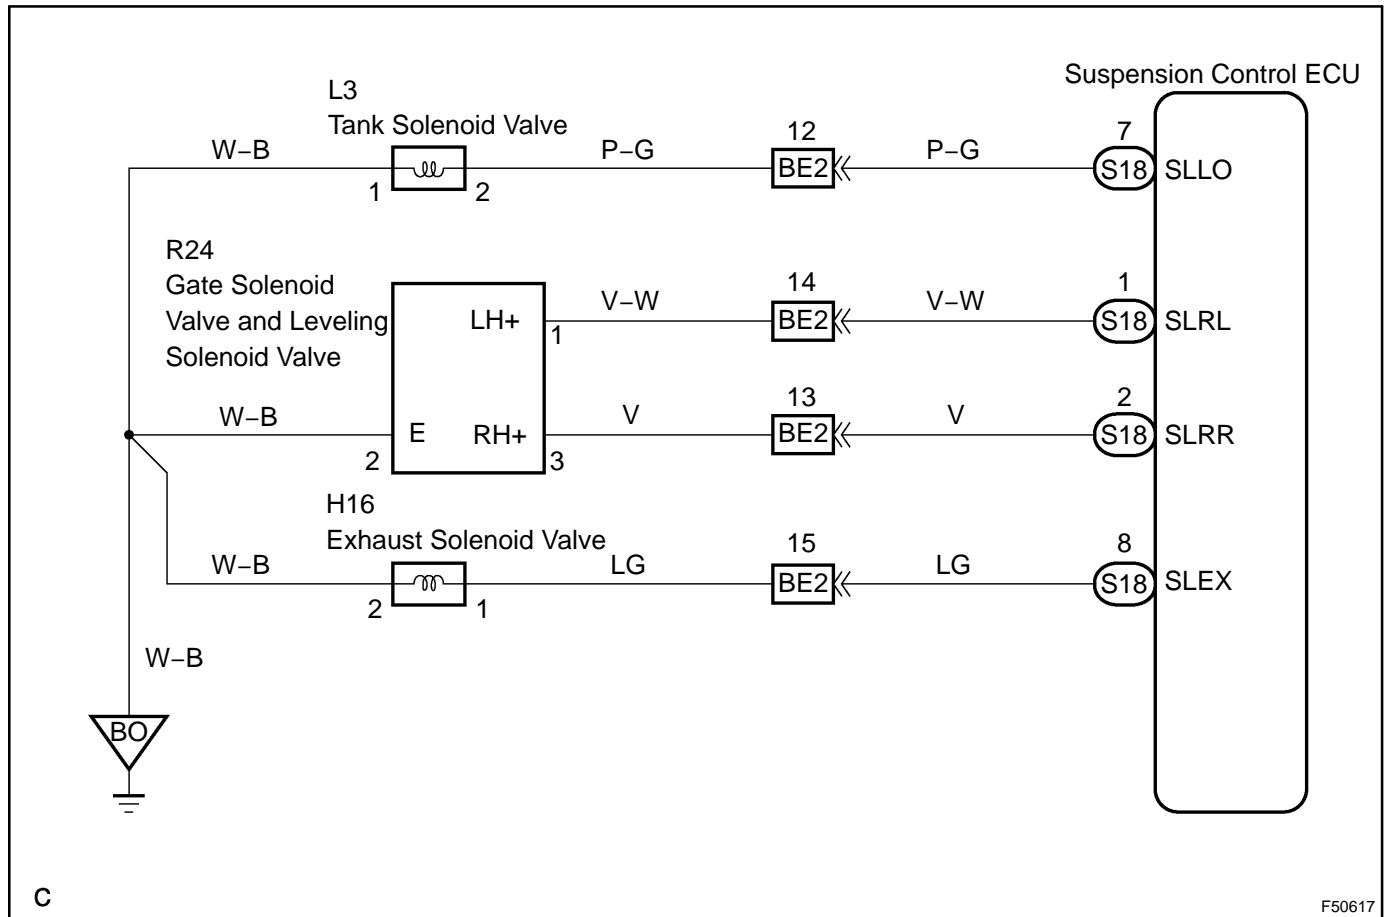 Suspension Control ECU
L3
Tank Solenoid Valve
W–B
P–G
12
BE2
P–G
7
S18
SLLO
1
2
R24
Gate Solenoid
Valve and Leveling
Solenoid Valve
LH+
1
V–W
14
BE2
V–W
1
S18
SLRL
W–B
2
E
RH+
3
V
13
BE2
V
2
S18
SLRR
H16
Exhaust Solenoid Valve
W–B
2
1
LG
15
BE2
LG
8
S18
SLEX
W–B
BO
C
F50617